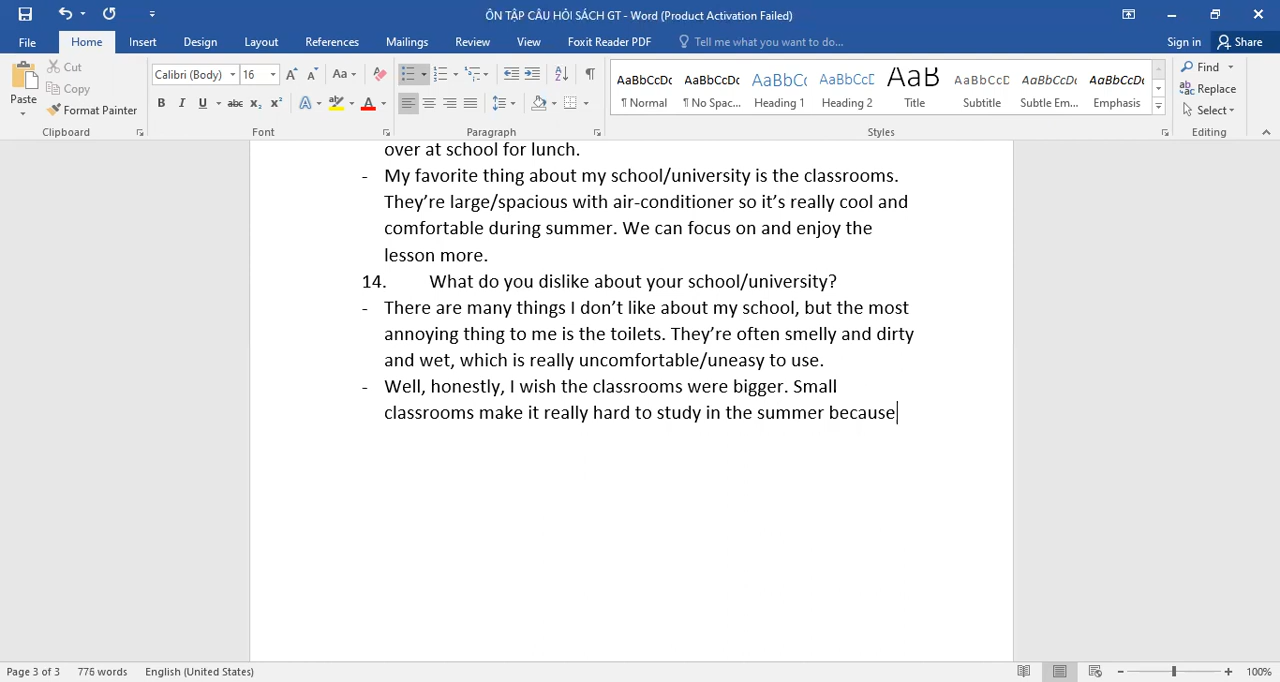 ÔN TẬP CÂU HỎI SÁCH GT - Word (Product Activation Failed)
File Home Insert Design Layout References Mailings Review View Foxit Reader PDF Tell me what you want to do... Sign in Share
Paste
Cut
Copy
Format Painter
Calibri (Body) 16
Aa
B I U abc x₂ x² A A
AaBbCcDc AaBbCcDc AaBbCc AaBbCcD AaB AaBbCcD AaBbCcDc AaBbCcDc
¶ Normal ¶ No Spac... Heading 1 Heading 2 Title Subtitle Subtle Em... Emphasis
Find
Replace
Select
Clipboard Font Paragraph Styles Editing
over at school for lunch.
- My favorite thing about my school/university is the classrooms.
They’re large/spacious with air-conditioner so it’s really cool and
comfortable during summer. We can focus on and enjoy the
lesson more.
14. What do you dislike about your school/university?
- There are many things I don’t like about my school, but the most
annoying thing to me is the toilets. They’re often smelly and dirty
and wet, which is really uncomfortable/uneasy to use.
- Well, honestly, I wish the classrooms were bigger. Small
classrooms make it really hard to study in the summer because
Page 3 of 3 776 words English (United States) 100%